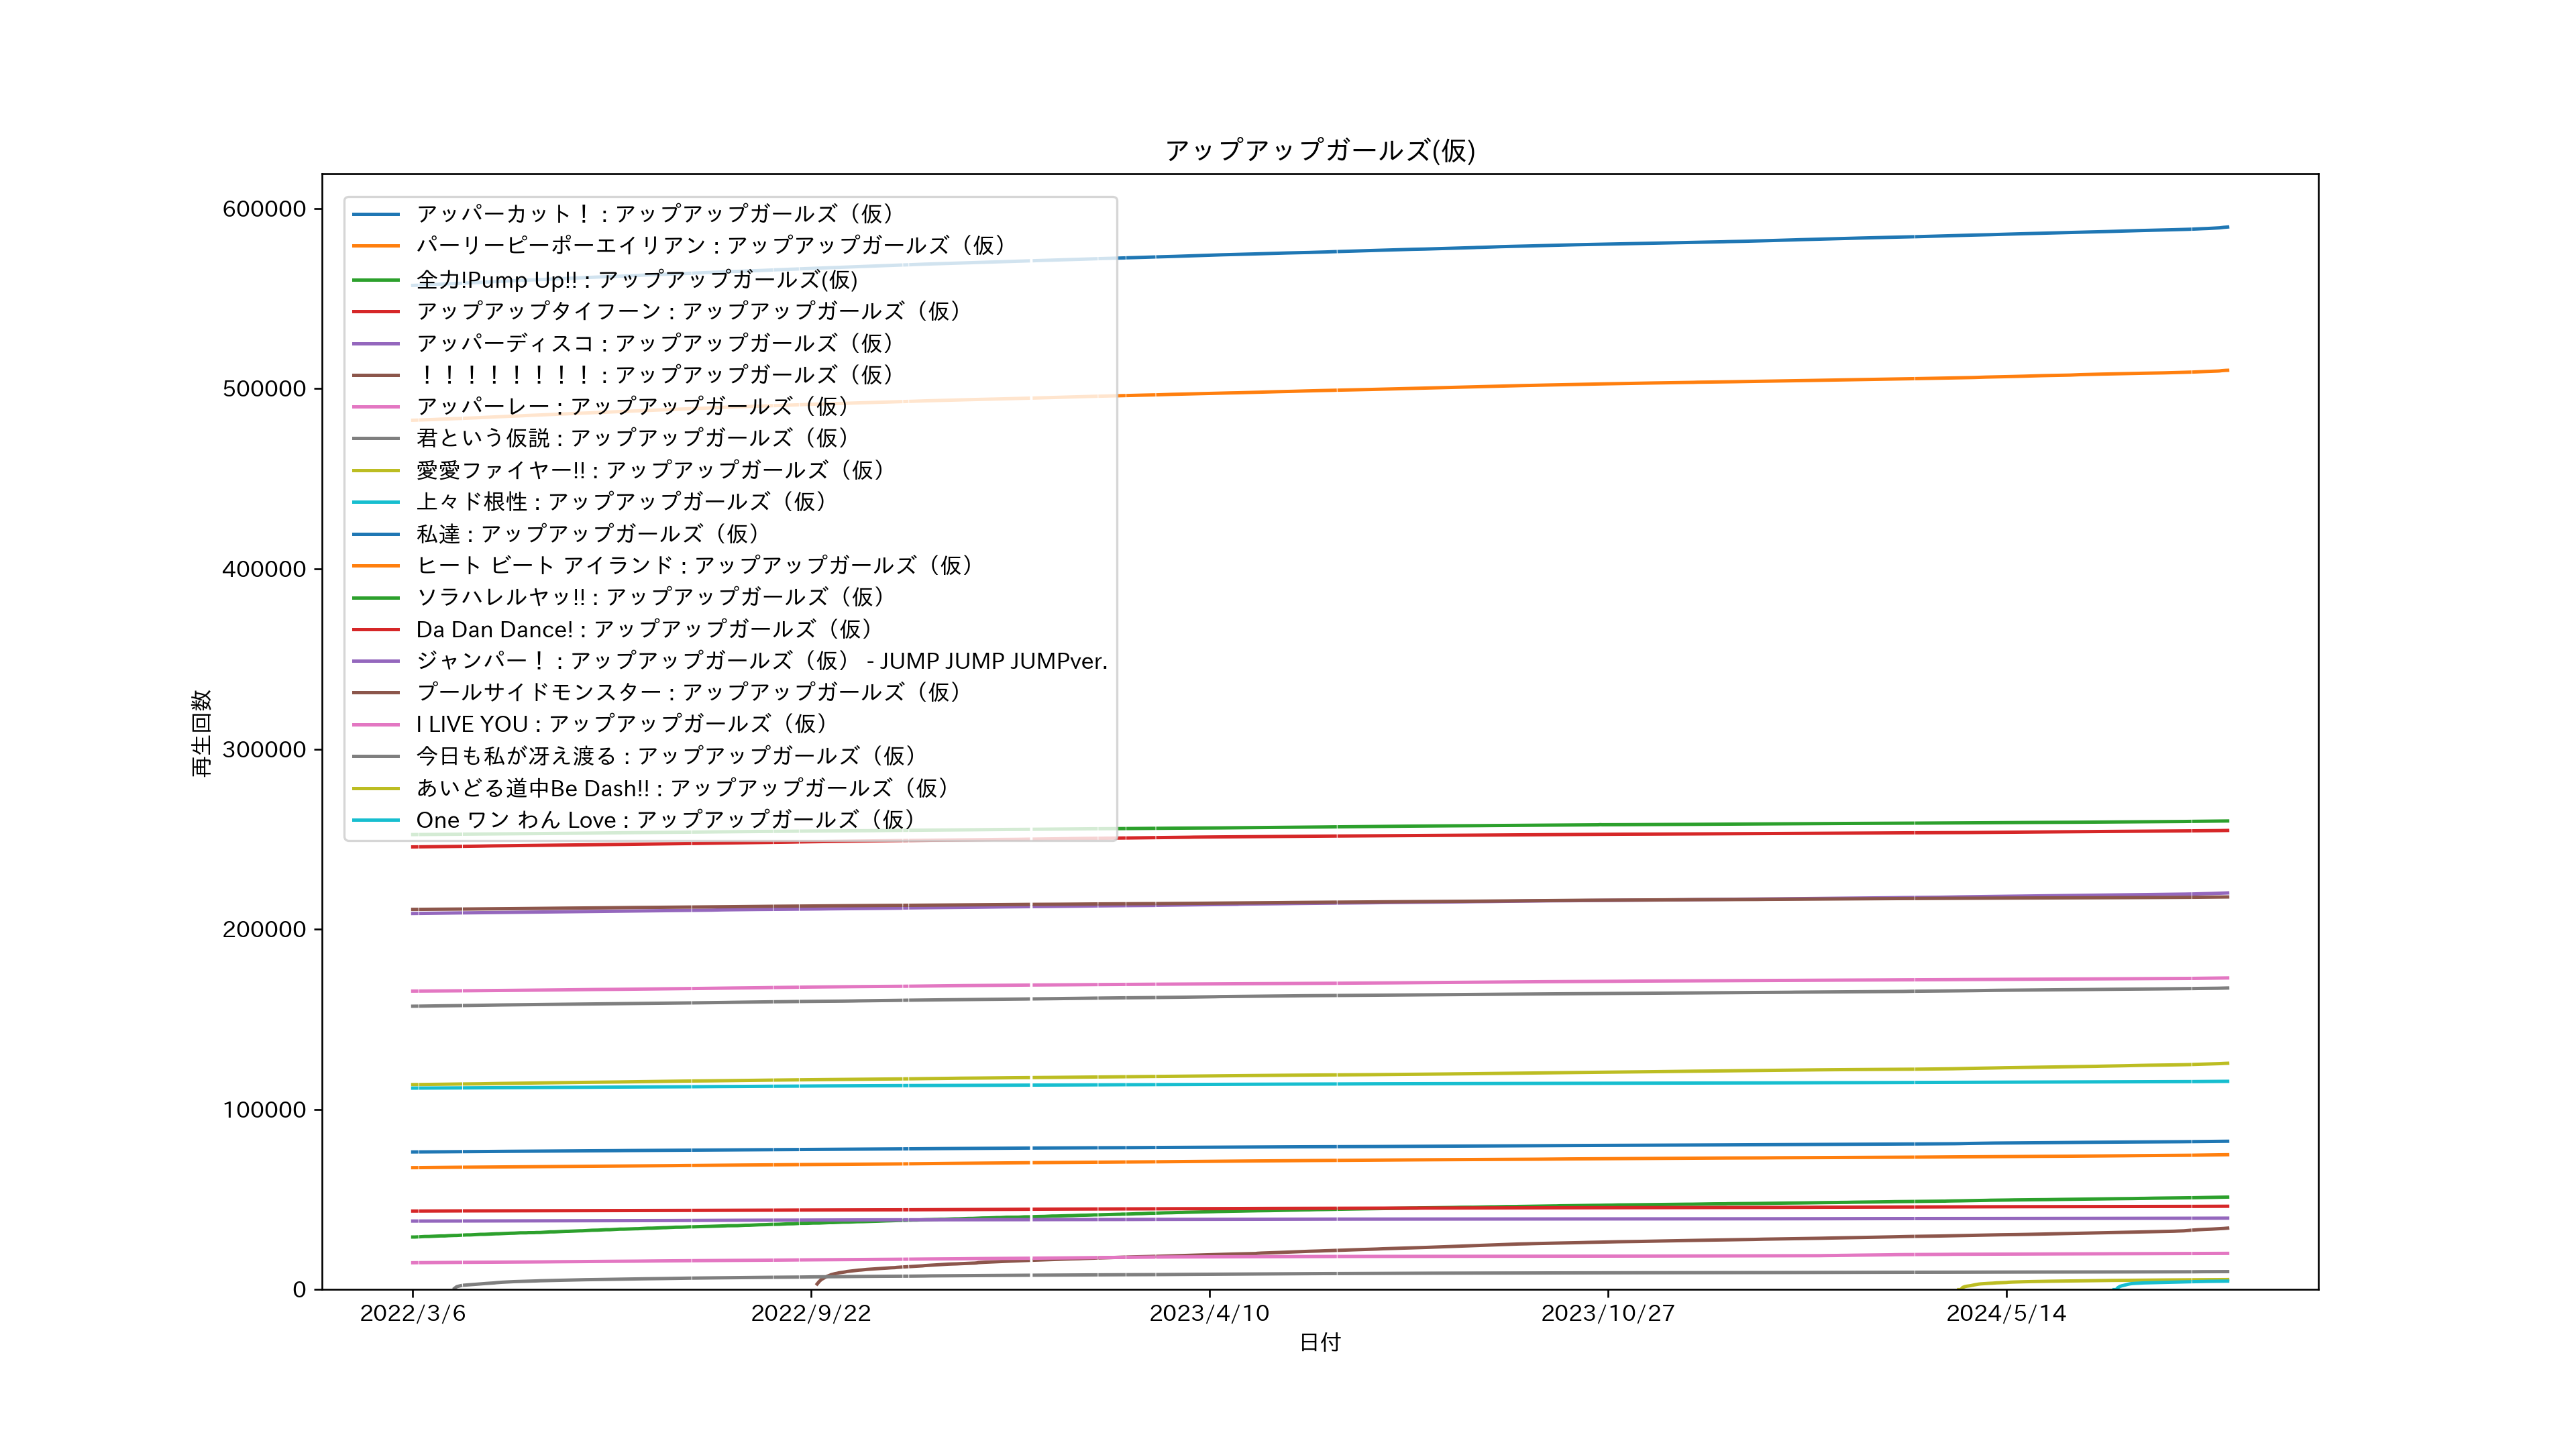 アップアップガールズ(仮)
600000
500000
400000
300000
200000
100000
0
再生回数
アッパーカット！ : アップアップガールズ（仮）
パーリーピーポーエイリアン : アップアップガールズ（仮）
全力!Pump Up!! : アップアップガールズ(仮)
アップアップタイフーン : アップアップガールズ（仮）
アッパーディスコ : アップアップガールズ（仮）
！！！！！！！！ : アップアップガールズ（仮）
アッパーレー : アップアップガールズ（仮）
君という仮説 : アップアップガールズ（仮）
愛愛ファイヤー!! : アップアップガールズ（仮）
上々ド根性 : アップアップガールズ（仮）
私達 : アップアップガールズ（仮）
ヒート ビート アイランド : アップアップガールズ（仮）
ソラハレルヤッ!! : アップアップガールズ（仮）
Da Dan Dance! : アップアップガールズ（仮）
ジャンパー！ : アップアップガールズ（仮） - JUMP JUMP JUMPver.
プールサイドモンスター : アップアップガールズ（仮）
I LIVE YOU : アップアップガールズ（仮）
今日も私が冴え渡る : アップアップガールズ（仮）
あいどる道中Be Dash!! : アップアップガールズ（仮）
One ワン わん Love : アップアップガールズ（仮）
2022/3/6
2022/9/22
2023/4/10
2023/10/27
2024/5/14
日付